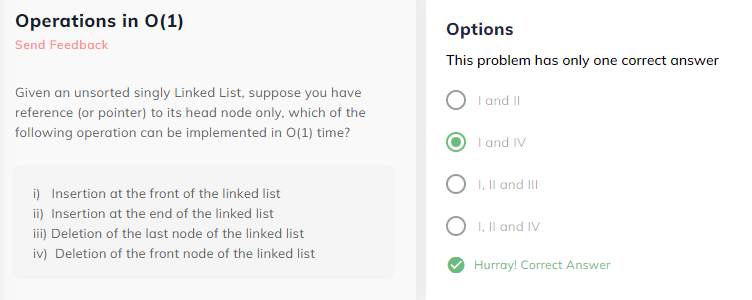 Operations in O(1)
Send Feedback
Given an unsorted singly Linked List, suppose you have
reference (or pointer) to its head node only, which of the
following operation can be implemented in O(1) time?
i) Insertion at the front of the linked list
ii) Insertion at the end of the linked list
iii) Deletion of the last node of the linked list
iv) Deletion of the front node of the linked list
Options
This problem has only one correct answer
I and II
I and IV
I, II and III
I, II and IV
Hurray! Correct Answer